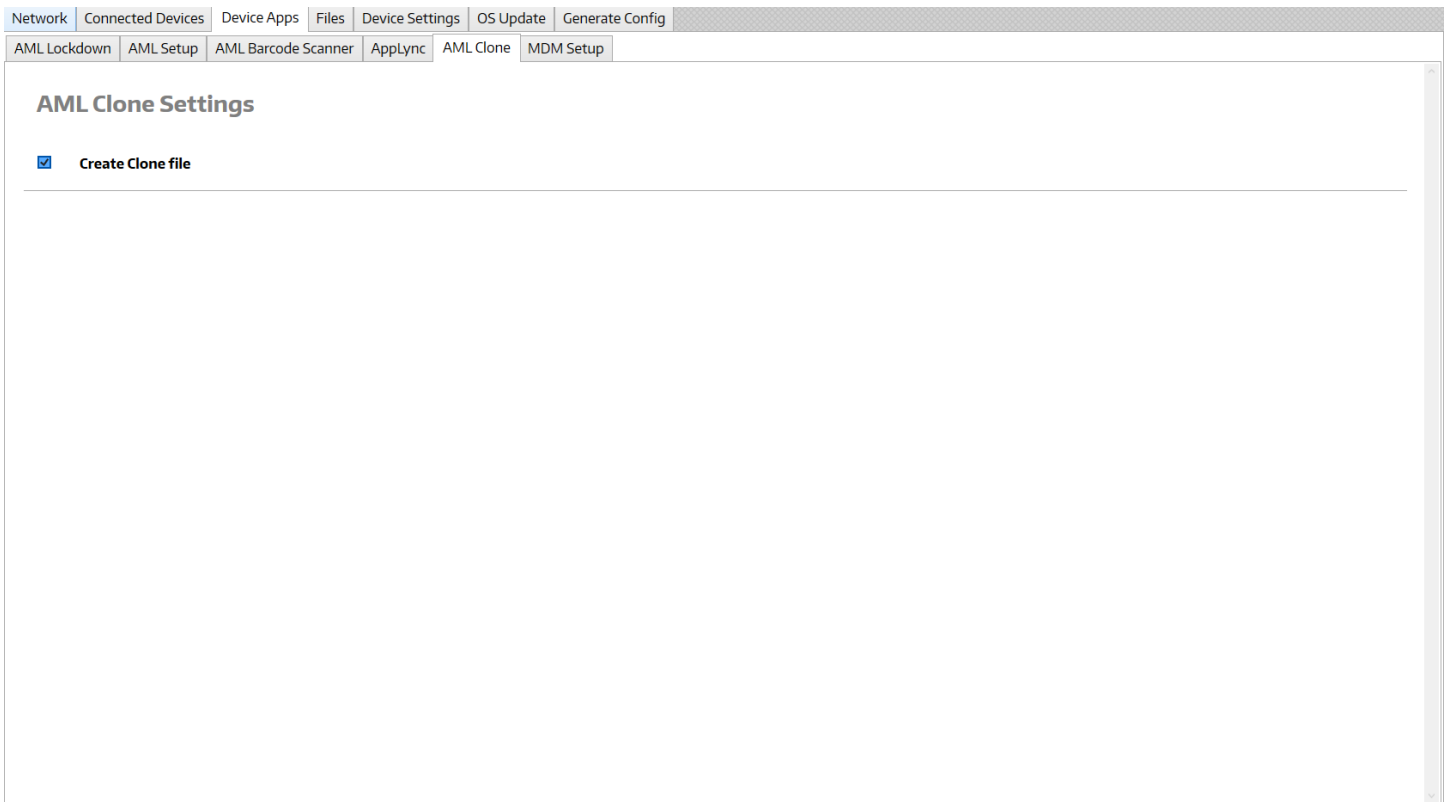 Network Connected Devices Device Apps Files Device Settings OS Update Generate Config
AML Lockdown AML Setup AML Barcode Scanner AppLync AML Clone MDM Setup
AML Clone Settings
Create Clone file